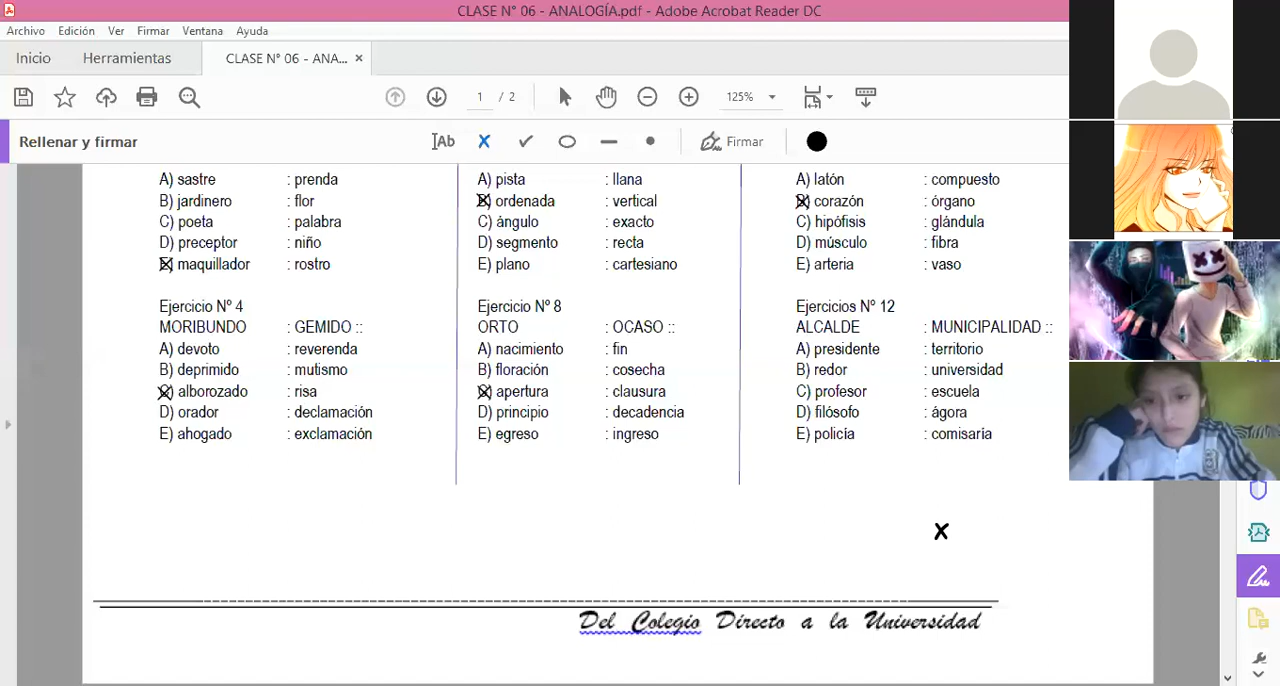 CLASE N° 06 - ANALOGÍA.pdf - Adobe Acrobat Reader DC
Archivo Edición Ver Firmar Ventana Ayuda
Inicio Herramientas CLASE N° 06 - ANA... ×
1 / 2 125%
Rellenar y firmar Ab Firmar
A) sastre : prenda
B) jardinero : flor
C) poeta : palabra
D) preceptor : niño
E) maquillador : rostro
Ejercicio Nº 4
MORIBUNDO : GEMIDO ::
A) devoto : reverenda
B) deprimido : mutismo
C) alborozado : risa
D) orador : declamación
E) ahogado : exclamación
A) pista : llana
B) ordenada : vertical
C) ángulo : exacto
D) segmento : recta
E) plano : cartesiano
Ejercicio Nº 8
ORTO : OCASO ::
A) nacimiento : fin
B) floración : cosecha
C) apertura : clausura
D) principio : decadencia
E) egreso : ingreso
A) latón : compuesto
B) corazón : órgano
C) hipófisis : glándula
D) músculo : fibra
E) arteria : vaso
Ejercicios Nº 12
ALCALDE : MUNICIPALIDAD ::
A) presidente : territorio
B) redor : universidad
C) profesor : escuela
D) filósofo : ágora
E) policía : comisaría
X
Del Colegio Directo a la Universidad